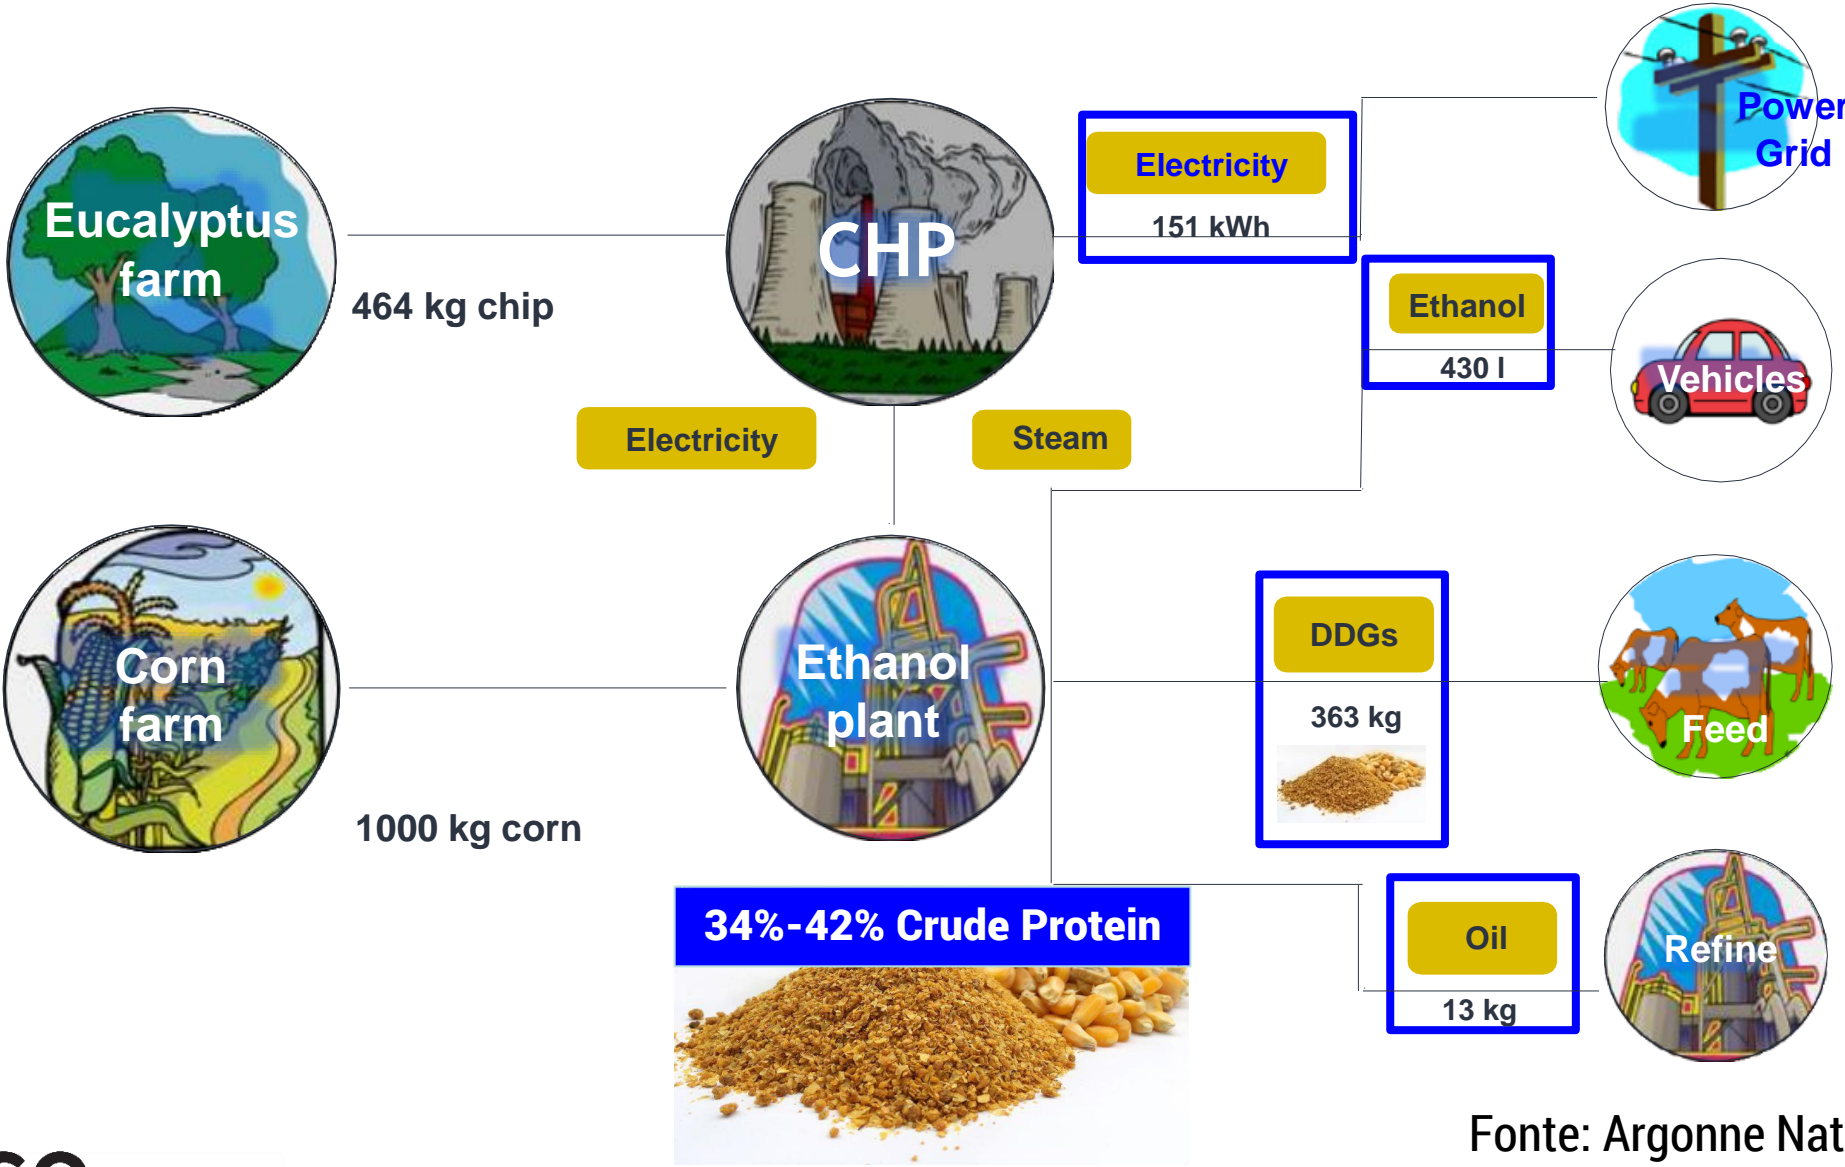 Power
Grid
Electricity
151 kWh
Eucalyptus
farm
CHP
464 kg chip
Ethanol
430 l
Vehicles
Electricity
Steam
Corn
farm
Ethanol
plant
DDGs
363 kg
Feed
1000 kg corn
34%-42% Crude Protein
Oil
13 kg
Refine
Fonte: Argonne Nat